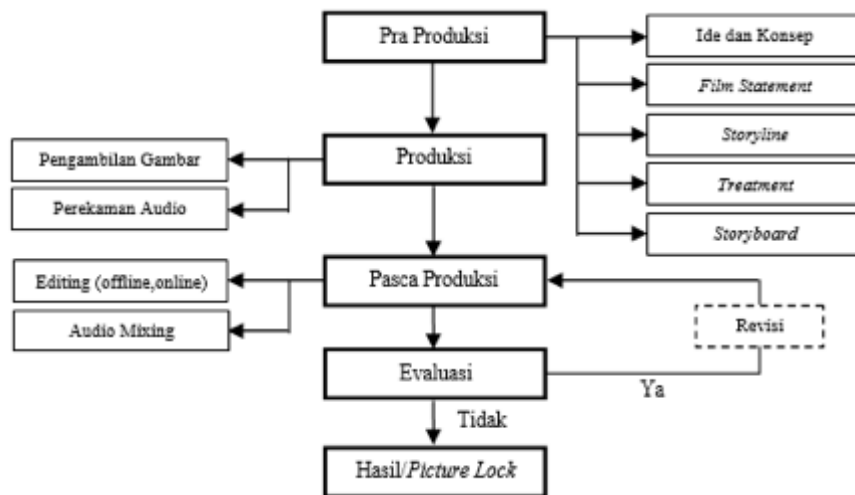 Pra Produksi
Ide dan Konsep
Film Statement
Storyline
Treatment
Storyboard
Produksi
Pengambilan Gambar
Perekaman Audio
Pasca Produksi
Editing (offline,online)
Audio Mixing
Revisi
Evaluasi
Ya
Tidak
Hasil/Picture Lock